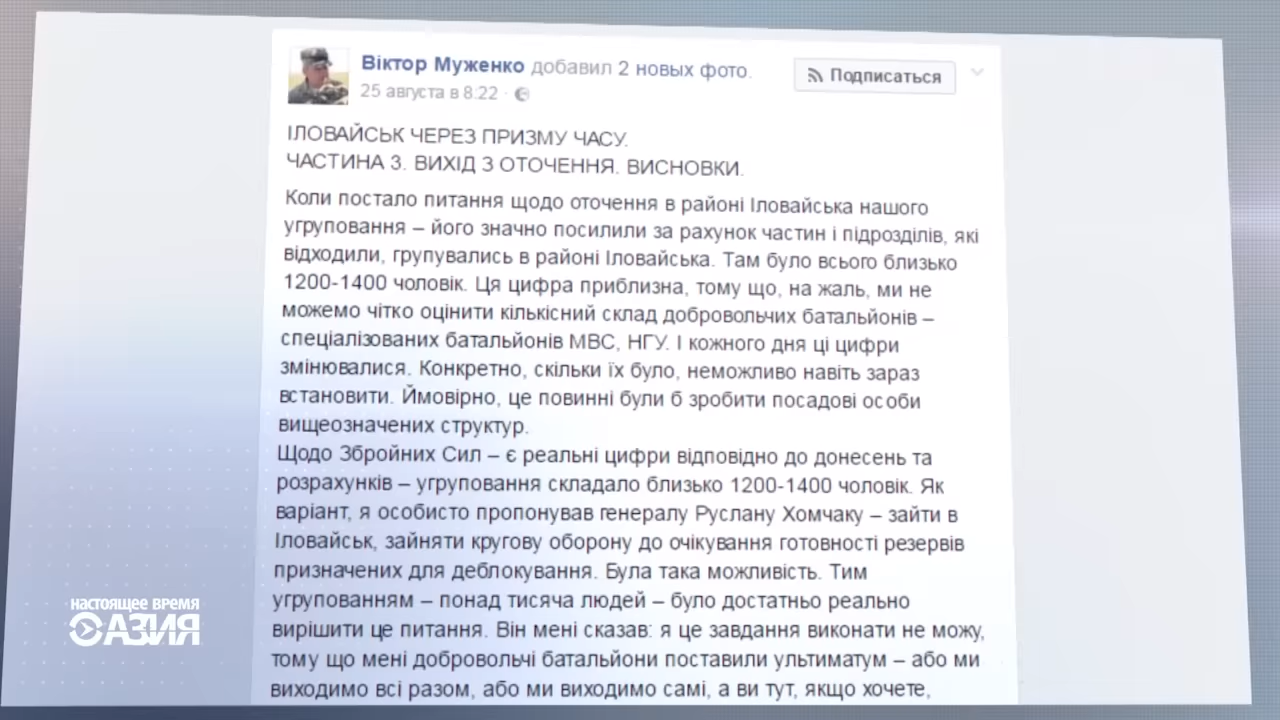 Віктор Муженко добавил 2 новых фото.
25 августа в 8:22 ·
Подписаться
ІЛОВАЙСЬК ЧЕРЕЗ ПРИЗМУ ЧАСУ.
ЧАСТИНА 3. ВИХІД З ОТОЧЕННЯ. ВИСНОВКИ.
Коли постало питання щодо оточення в районі Іловайська нашого
угруповання – його значно посилили за рахунок частин і підрозділів, які
відходили, групувались в районі Іловайська. Там було всього близько
1200-1400 чоловік. Ця цифра приблизна, тому що, на жаль, ми не
можемо чітко оцінити кількісний склад добровольчих батальйонів –
спеціалізованих батальйонів МВС, НГУ. І кожного дня ці цифри
змінювалися. Конкретно, скільки їх було, неможливо навіть зараз
встановити. Ймовірно, це повинні були б зробити посадові особи
вищеозначених структур.
Щодо Збройних Сил – є реальні цифри відповідно до донесень та
розрахунків – угруповання складало близько 1200-1400 чоловік. Як
варіант, я особисто пропонував генералу Руслану Хомчаку – зайти в
Іловайськ, зайняти кругову оборону до очікування готовності резервів
призначених для деблокування. Була така можливість. Тим
угрупованням – понад тисяча людей – було достатньо реально
вирішити це питання. Він мені сказав: я це завдання виконати не можу,
тому що мені добровольчі батальйони поставили ультиматум – або ми
виходимо всі разом, або ми виходимо самі, а ви тут, якщо хочете,
НАСТОЯЩЕЕ ВРЕМЯ
АЗИЯ